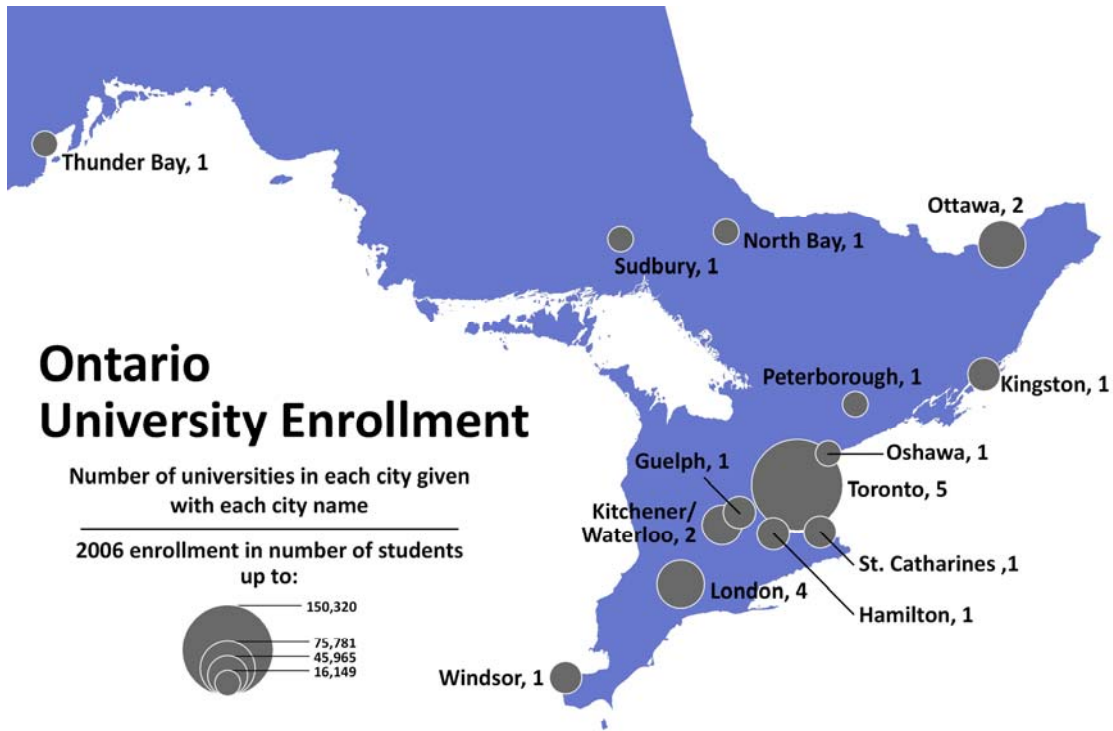 Thunder Bay, 1
Ottawa, 2
North Bay, 1
Sudbury, 1
Ontario
University Enrollment
Peterborough, 1
Kingston, 1
Oshawa, 1
Guelph, 1
Toronto, 5
Kitchener/
Waterloo, 2
St. Catharines ,1
London, 4
Hamilton, 1
Windsor, 1
Number of universities in each city given
with each city name
2006 enrollment in number of students
up to:
150,320
75,781
45,965
16,149